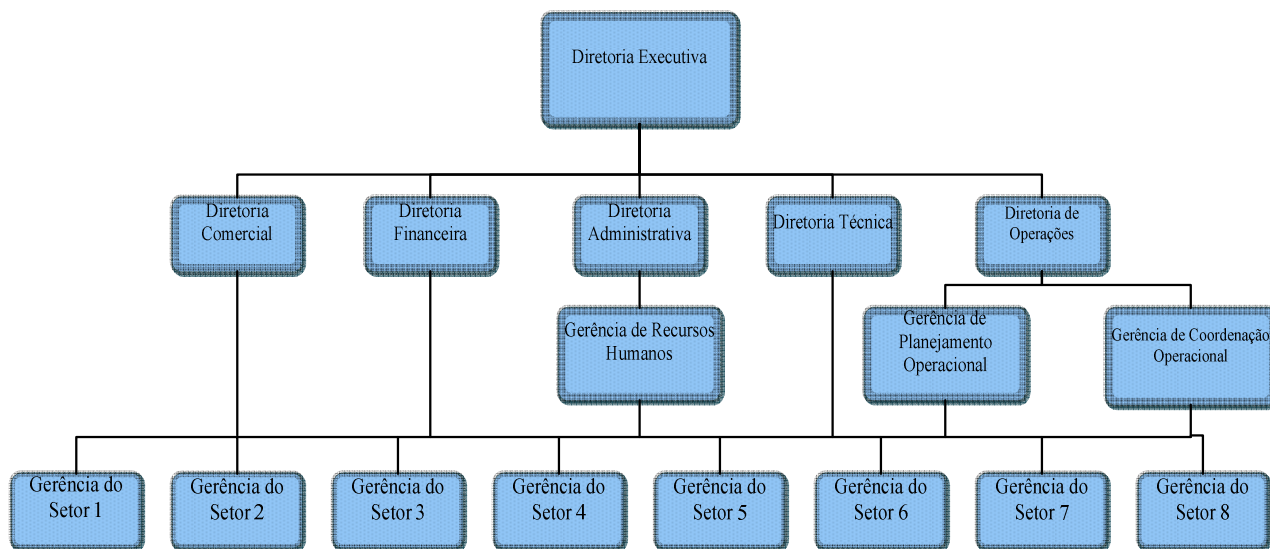 Diretoria Executiva
Diretoria
Comercial
Diretoria
Financeira
Diretoria
Administrativa
Diretoria Técnica
Diretoria de
Operações
Gerência de Recursos
Humanos
Gerência de
Planejamento
Operacional
Gerência de Coordenação
Operacional
Gerência do
Setor 1
Gerência do
Setor 2
Gerência do
Setor 3
Gerência do
Setor 4
Gerência do
Setor 5
Gerência do
Setor 6
Gerência do
Setor 7
Gerência do
Setor 8